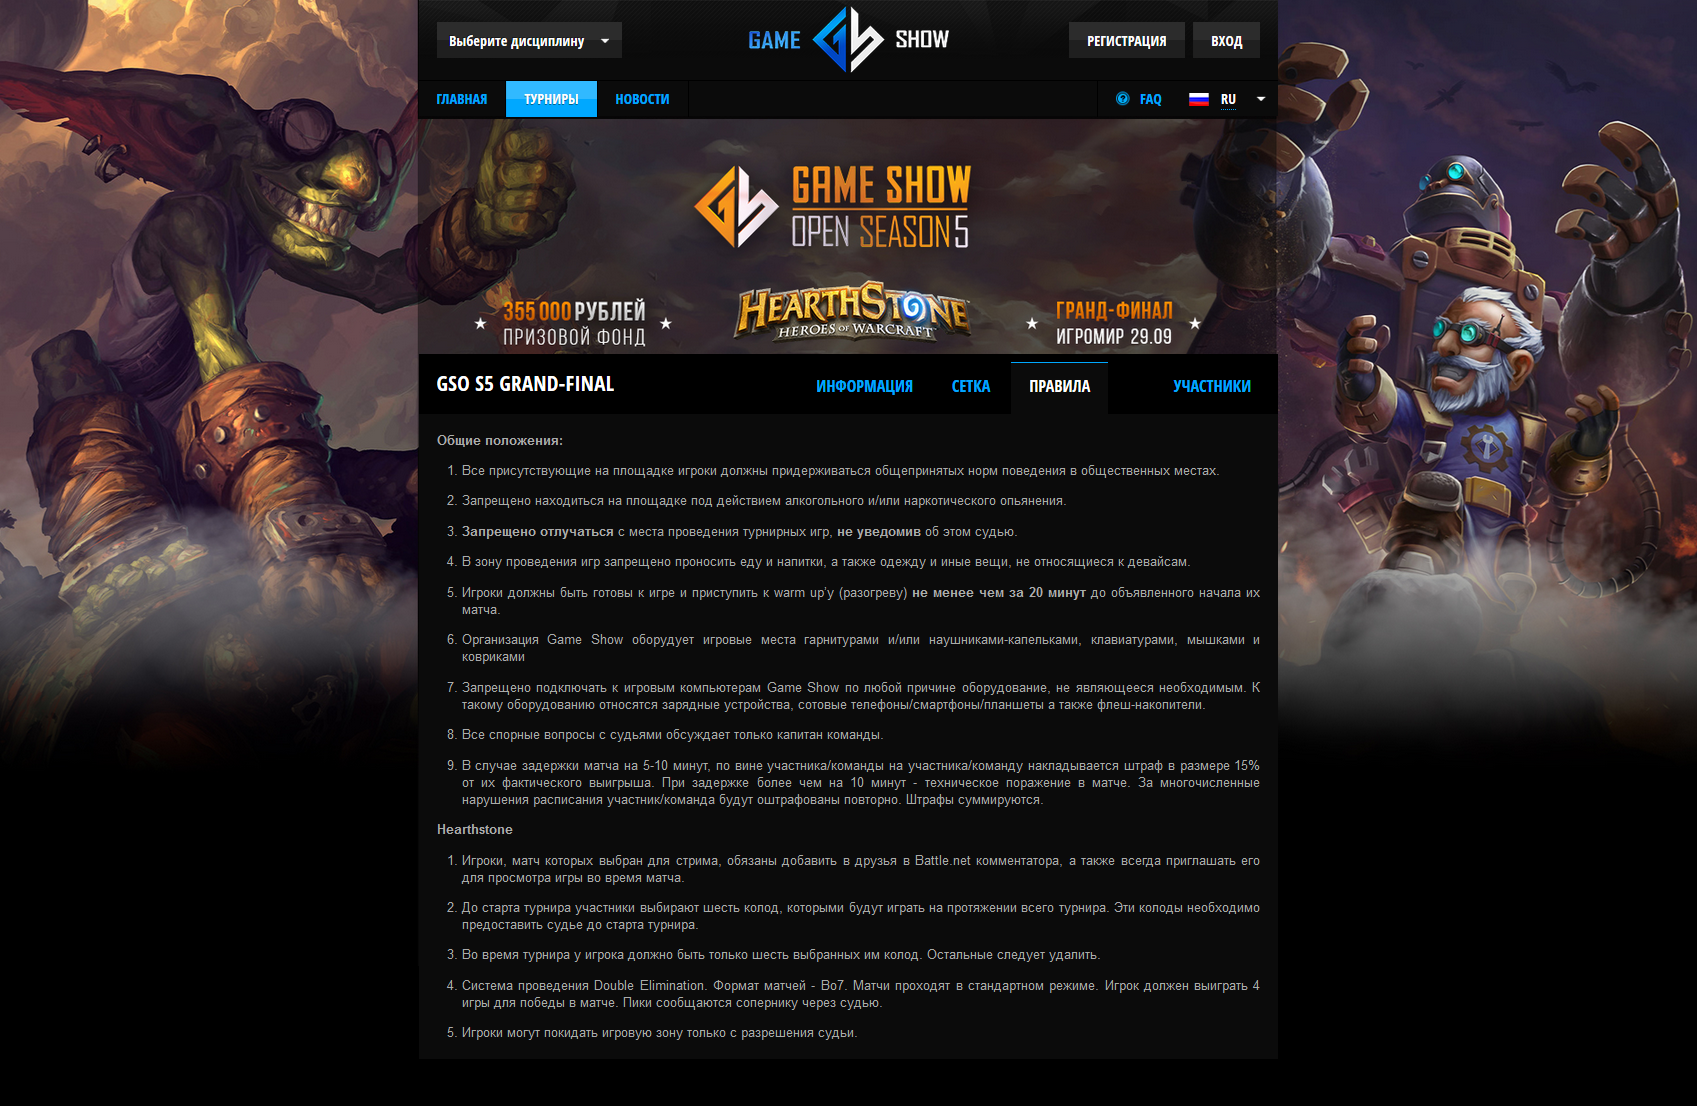 Выберите дисциплину
GAME SHOW
РЕГИСТРАЦИЯ
ВХОД
ГЛАВНАЯ
ТУРНИРЫ
НОВОСТИ
FAQ
RU
GAME SHOW
OPEN SEASON 5
355 000 РУБЛЕЙ
ПРИЗОВОЙ ФОНД
HEARTHSTONE
HEROES OF WARCRAFT
ГРАНД-ФИНАЛ
ИГРОМИР 29.09
GSO S5 GRAND-FINAL
ИНФОРМАЦИЯ
СЕТКА
ПРАВИЛА
УЧАСТНИКИ
Общие положения:
1. Все присутствующие на площадке игроки должны придерживаться общепринятых норм поведения в общественных местах.
2. Запрещено находиться на площадке под действием алкогольного и/или наркотического опьянения.
3. Запрещено отлучаться с места проведения турнирных игр, не уведомив об этом судью.
4. В зону проведения игр запрещено проносить еду и напитки, а также одежду и иные вещи, не относящиеся к девайсам.
5. Игроки должны быть готовы к игре и приступить к warm up'у (разогреву) не менее чем за 20 минут до объявленного начала их
матча.
6. Организация Game Show оборудует игровые места гарнитурами и/или наушниками-капельками, клавиатурами, мышками и
ковриками
7. Запрещено подключать к игровым компьютерам Game Show по любой причине оборудование, не являющееся необходимым. К
такому оборудованию относятся зарядные устройства, сотовые телефоны/смартфоны/планшеты а также флеш-накопители.
8. Все спорные вопросы с судьями обсуждает только капитан команды.
9. В случае задержки матча на 5-10 минут, по вине участника/команды на участника/команду накладывается штраф в размере 15%
от их фактического выигрыша. При задержке более чем на 10 минут - техническое поражение в матче. За многочисленные
нарушения расписания участник/команда будут оштрафованы повторно. Штрафы суммируются.
Hearthstone
1. Игроки, матч которых выбран для стрима, обязаны добавить в друзья в Battle.net комментатора, а также всегда приглашать его
для просмотра игры во время матча.
2. До старта турнира участники выбирают шесть колод, которыми будут играть на протяжении всего турнира. Эти колоды необходимо
предоставить судье до старта турнира.
3. Во время турнира у игрока должно быть только шесть выбранных им колод. Остальные следует удалить.
4. Система проведения Double Elimination. Формат матчей - Bo7. Матчи проходят в стандартном режиме. Игрок должен выиграть 4
игры для победы в матче. Пики сообщаются сопернику через судью.
5. Игроки могут покидать игровую зону только с разрешения судьи.